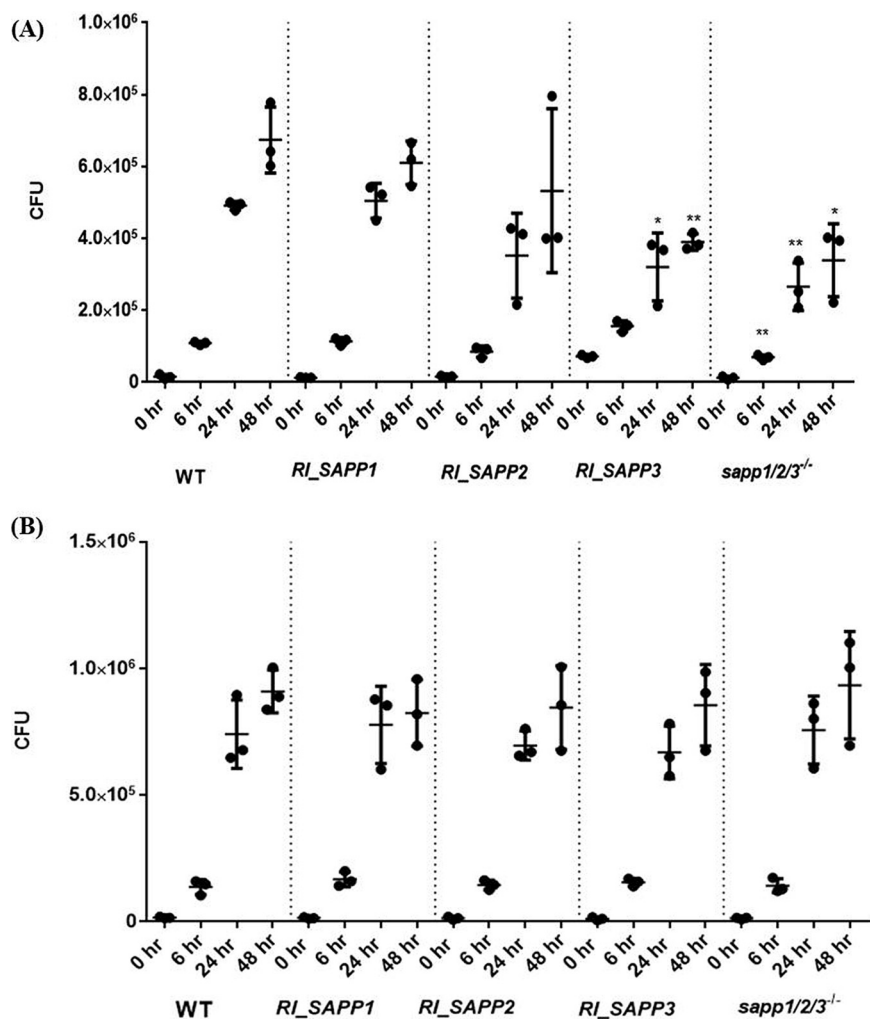 (A)
1.0×10⁶
8.0×10⁵
6.0×10⁵
4.0×10⁵
2.0×10⁵
0
CFU
* ** ** ** *
0 hr 6 hr 24 hr 48 hr 0 hr 6 hr 24 hr 48 hr 0 hr 6 hr 24 hr 48 hr 0 hr 6 hr 24 hr 48 hr 0 hr 6 hr 24 hr 48 hr
WT RI_SAPP1 RI_SAPP2 RI_SAPP3 sapp1/2/3⁻/⁻
(B)
1.5×10⁶
1.0×10⁶
5.0×10⁵
0
CFU
0 hr 6 hr 24 hr 48 hr 0 hr 6 hr 24 hr 48 hr 0 hr 6 hr 24 hr 48 hr 0 hr 6 hr 24 hr 48 hr 0 hr 6 hr 24 hr 48 hr
WT RI_SAPP1 RI_SAPP2 RI_SAPP3 sapp1/2/3⁻/⁻